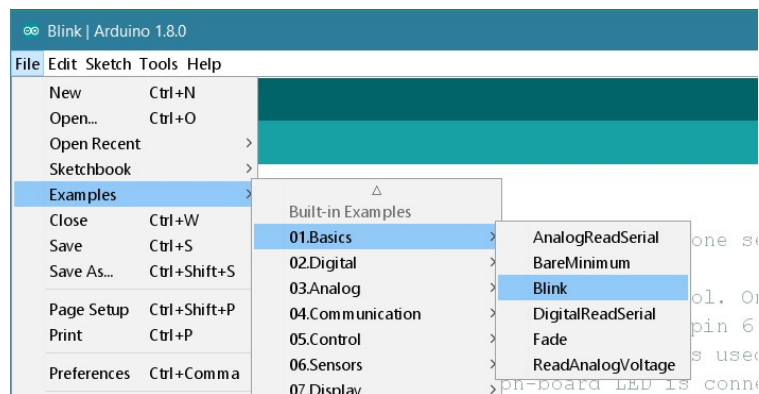 Blink | Arduino 1.8.0
File Edit Sketch Tools Help
New Ctrl+N
Open... Ctrl+O
Open Recent
Sketchbook
Examples
Close Ctrl+W
Save Ctrl+S
Save As... Ctrl+Shift+S
Page Setup Ctrl+Shift+P
Print Ctrl+P
Preferences Ctrl+Comma
Built-in Examples
01.Basics
02.Digital
03.Analog
04.Communication
05.Control
06.Sensors
07.Display
AnalogReadSerial
BareMinimum
Blink
DigitalReadSerial
Fade
ReadAnalogVoltage
one se
ol. On
pin 6
s used
on-board LED is conne